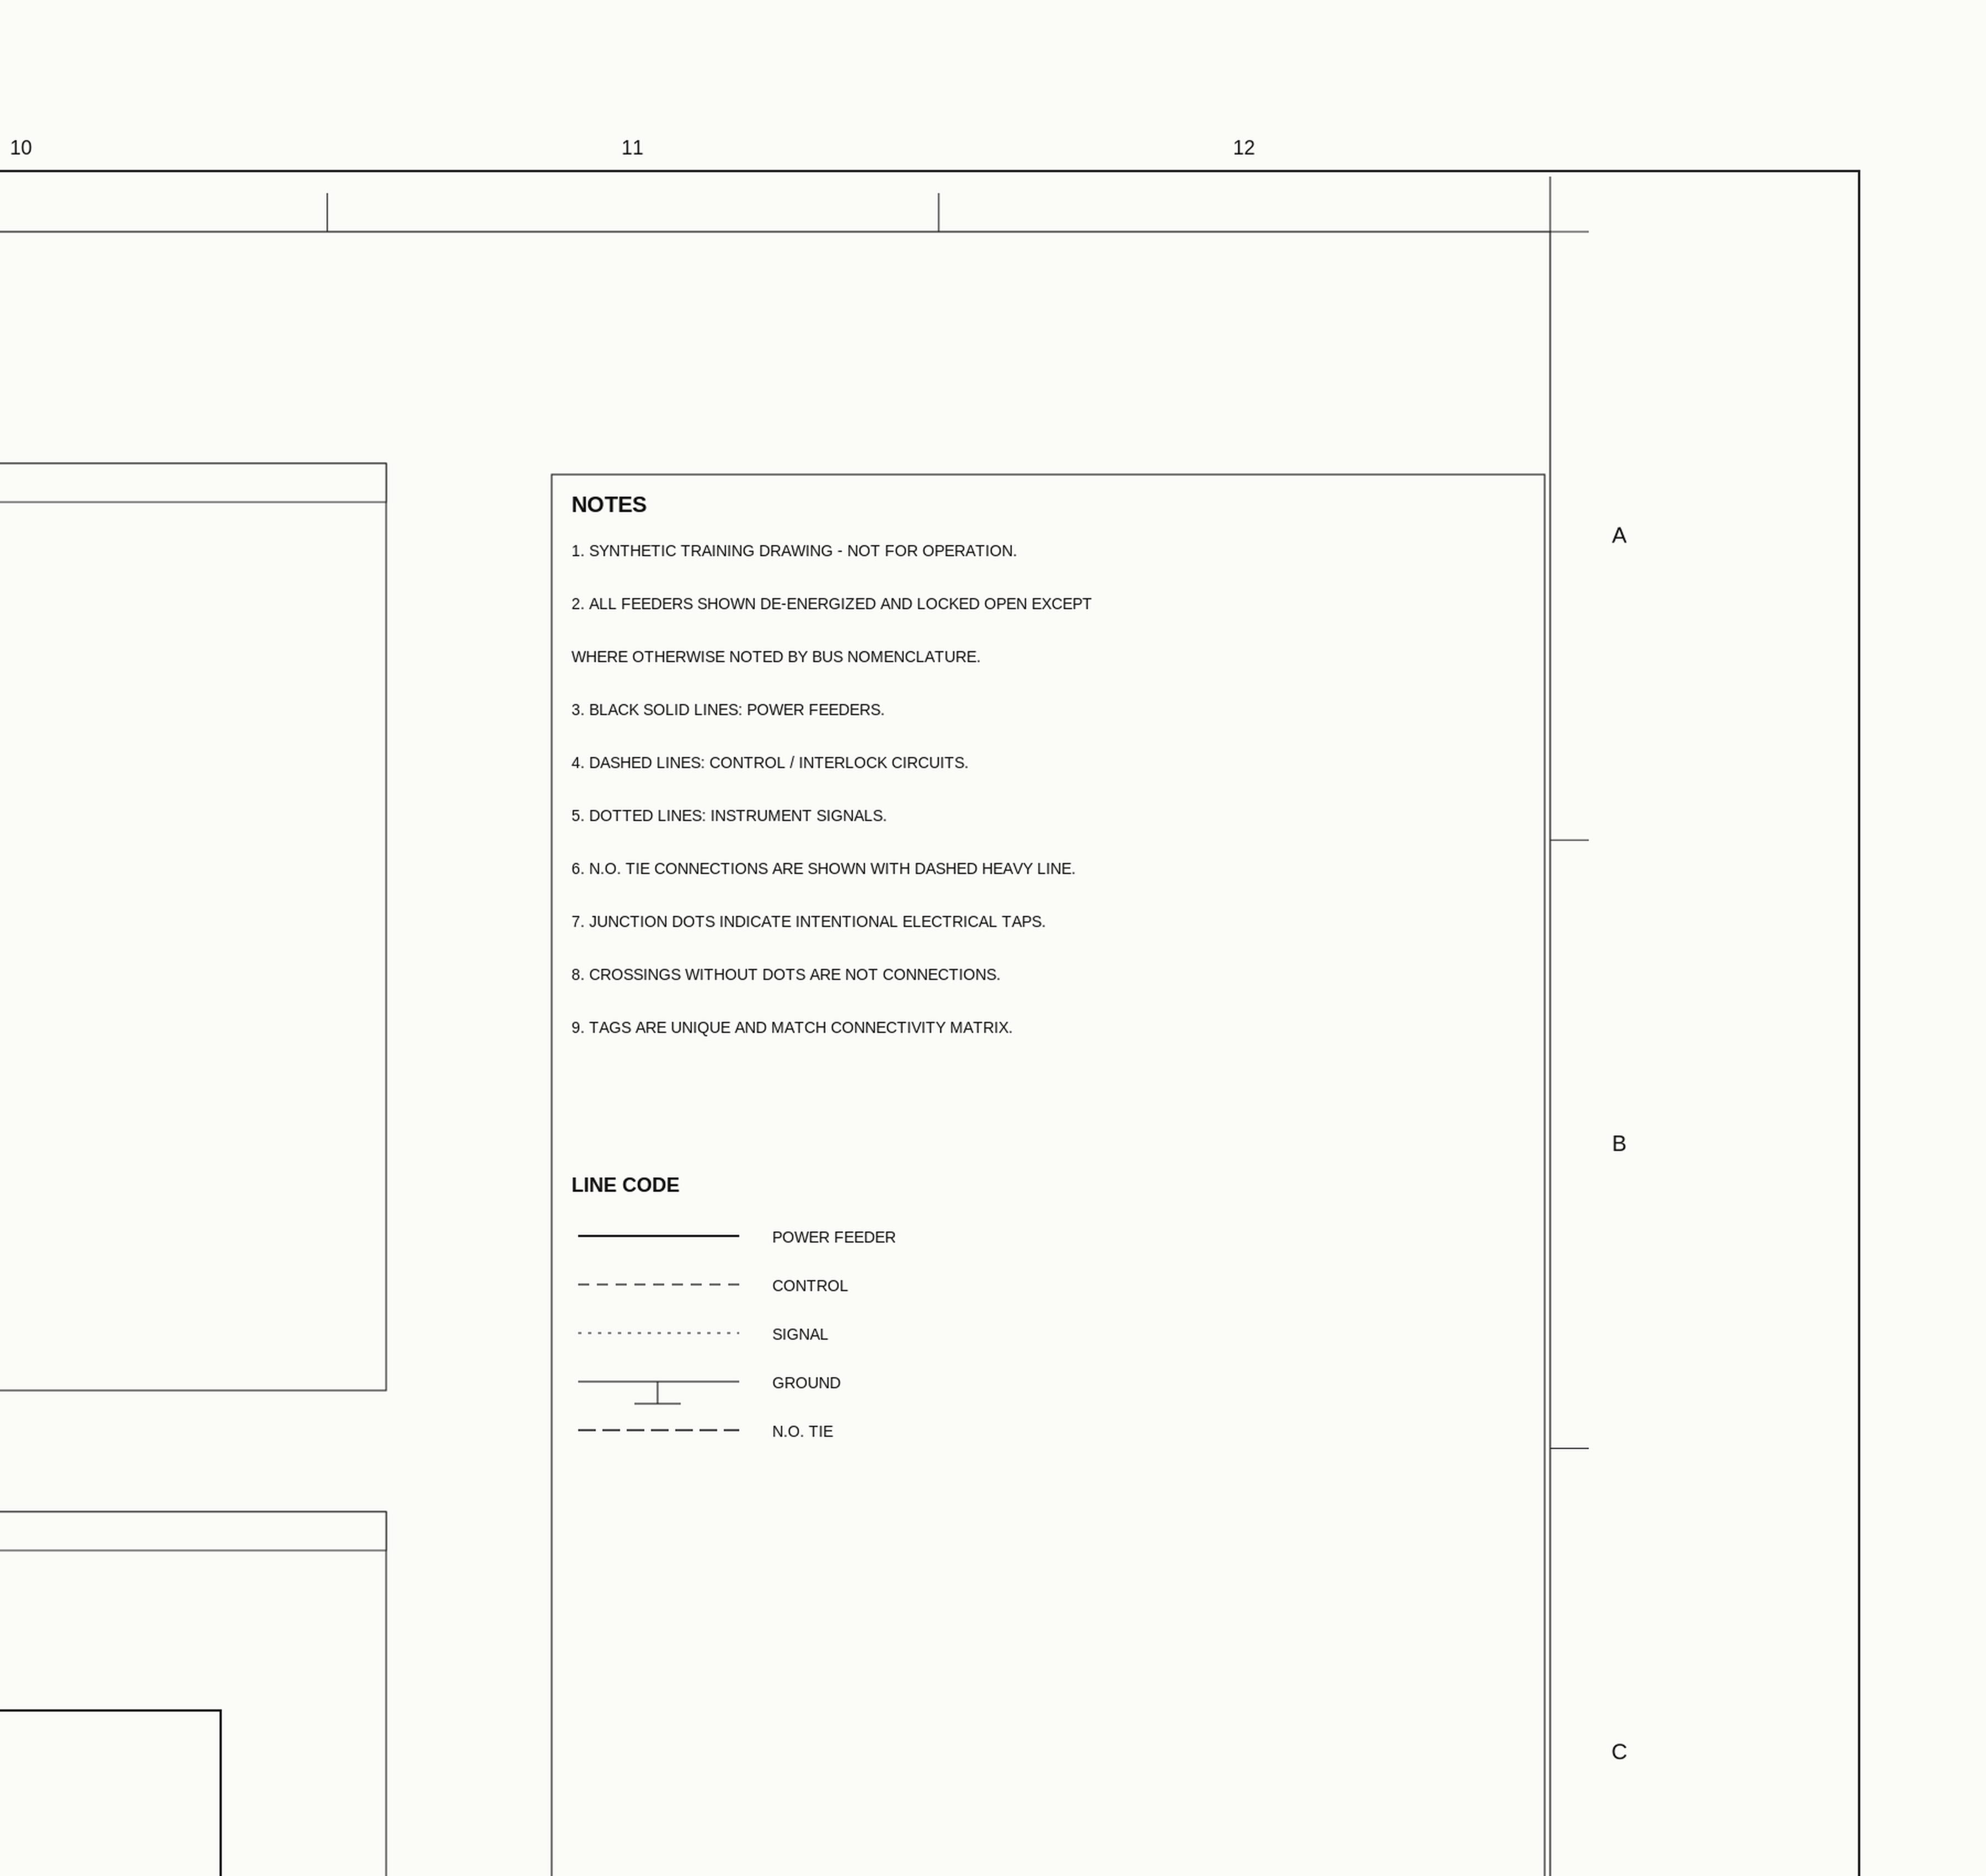 10 11 12
NOTES
1. SYNTHETIC TRAINING DRAWING - NOT FOR OPERATION.
A
2. ALL FEEDERS SHOWN DE-ENERGIZED AND LOCKED OPEN EXCEPT
WHERE OTHERWISE NOTED BY BUS NOMENCLATURE.
3. BLACK SOLID LINES: POWER FEEDERS.
4. DASHED LINES: CONTROL / INTERLOCK CIRCUITS.
5. DOTTED LINES: INSTRUMENT SIGNALS.
6. N.O. TIE CONNECTIONS ARE SHOWN WITH DASHED HEAVY LINE.
7. JUNCTION DOTS INDICATE INTENTIONAL ELECTRICAL TAPS.
8. CROSSINGS WITHOUT DOTS ARE NOT CONNECTIONS.
9. TAGS ARE UNIQUE AND MATCH CONNECTIVITY MATRIX.
B
LINE CODE
POWER FEEDER
CONTROL
SIGNAL
GROUND
N.O. TIE
C